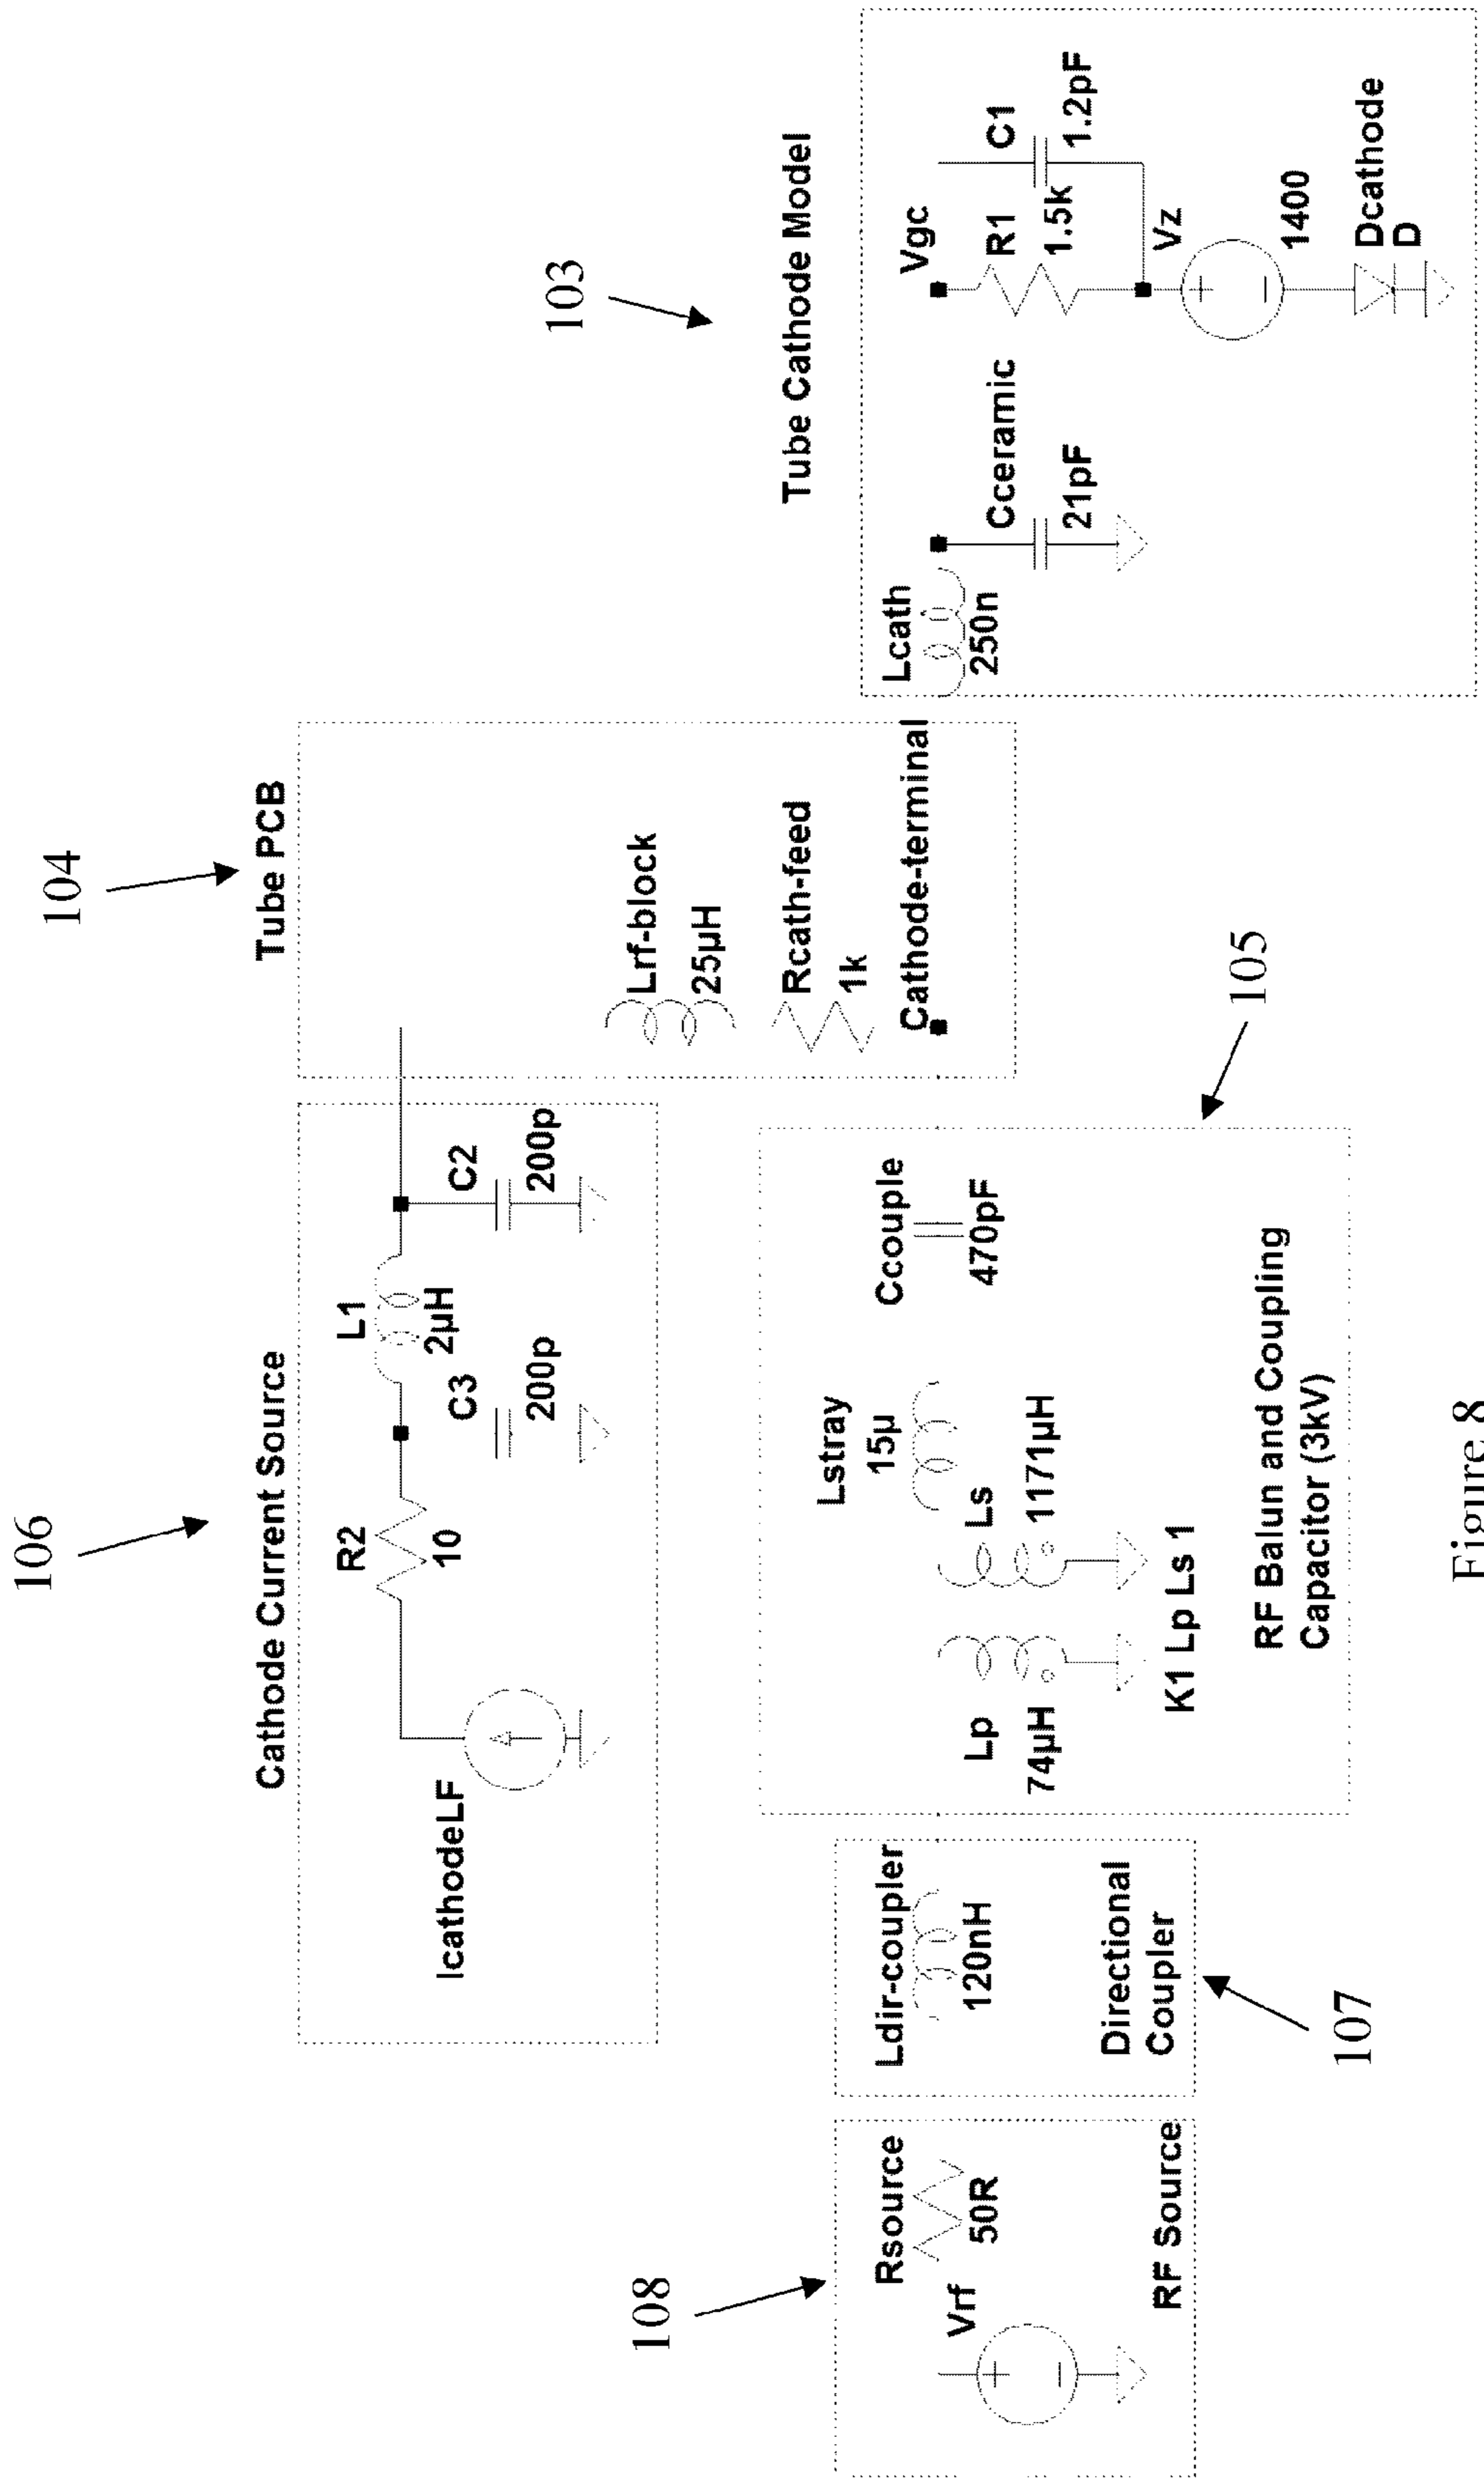 106
Cathode Current Source
IcathodeLF
R2
10
C3
200p
L1
2µH
C2
200p
104
Tube PCB
Lrf-block
25µH
Rcath-feed
1k
Cathode-terminal
103
Tube Cathode Model
Lcath
250n
Cceramic
21pF
Vgc
R1
1.5k
C1
1.2pF
Vz
1400
Dcathode
D
108
Vrf
Rsource
50R
RF Source
Ldir-coupler
120nH
Directional
Coupler
107
Lp
74µH
Ls
1171µH
K1 Lp Ls 1
Lstray
15µ
Ccouple
470pF
RF Balun and Coupling
Capacitor (3kV)
105
Figure 8